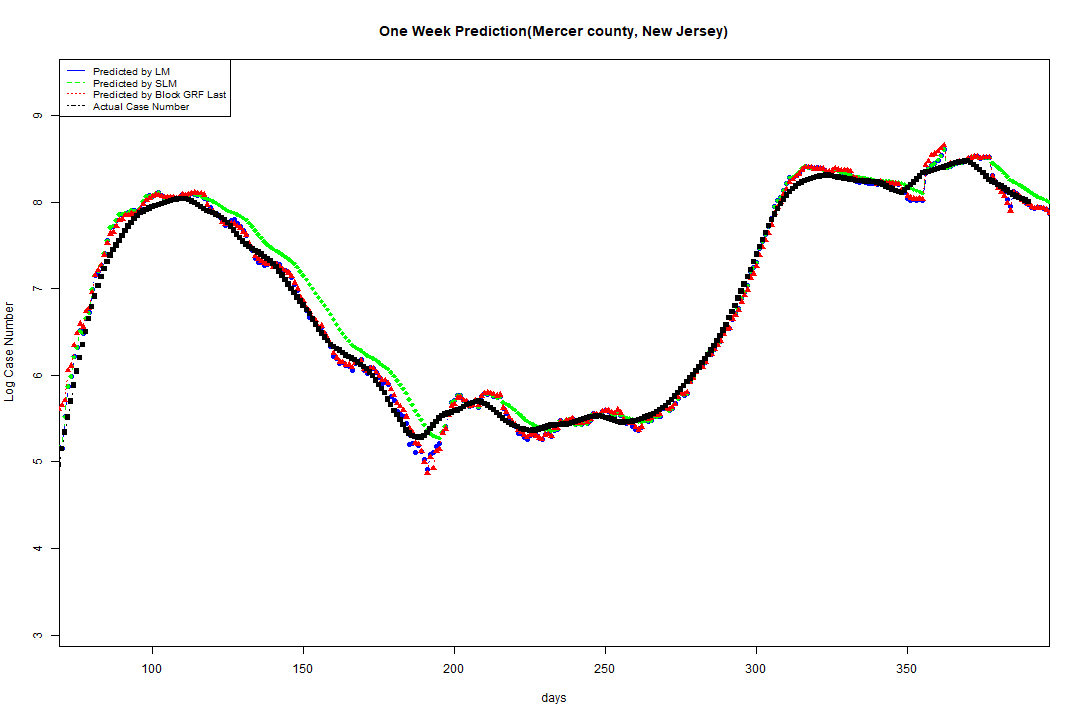 One Week Prediction(Mercer county, New Jersey)
Predicted by LM
Predicted by SLM
Predicted by Block GRF Last
Actual Case Number
9
8
7
6
5
4
3
Log Case Number
100 150 200 250 300 350
days